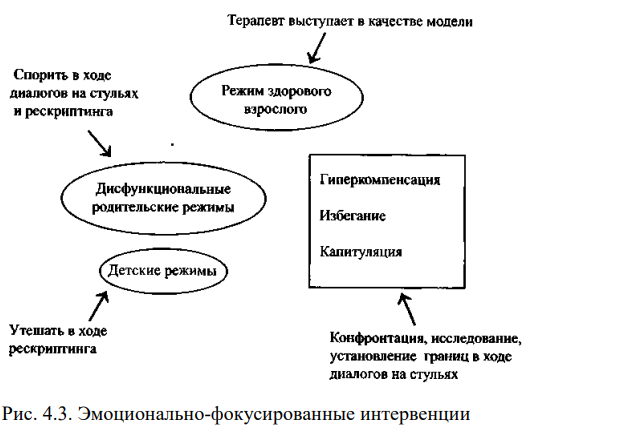 Терапевт выступает в качестве модели
Спорить в ходе
диалогов на стульях
и рескриптинга
Режим здорового
взрослого
Дисфункциональные
родительские режимы
Гиперкомпенсация
Избегание
Капитуляция
Детские режимы
Утешать в ходе
рескриптинга
Конфронтация, исследование,
установление границ в ходе
диалогов на стульях
Рис. 4.3. Эмоционально-фокусированные интервенции